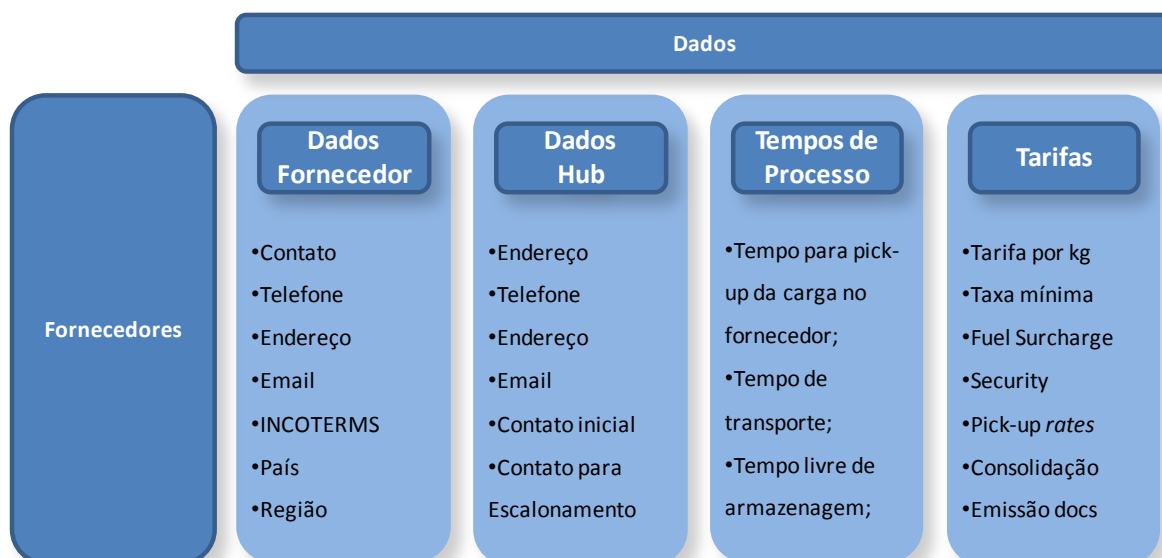 Dados
Fornecedores
Dados
Fornecedor
•Contato
•Telefone
•Endereço
•Email
•INCOTERMS
•País
•Região
Dados
Hub
•Endereço
•Telefone
•Endereço
•Email
•Contato inicial
•Contato para
Escalonamento
Tempos de
Processo
•Tempo para pick-
up da carga no
fornecedor;
•Tempo de
transporte;
•Tempo livre de
armazenagem;
Tarifas
•Tarifa por kg
•Taxa mínima
•Fuel Surcharge
•Security
•Pick-up rates
•Consolidação
•Emissão docs